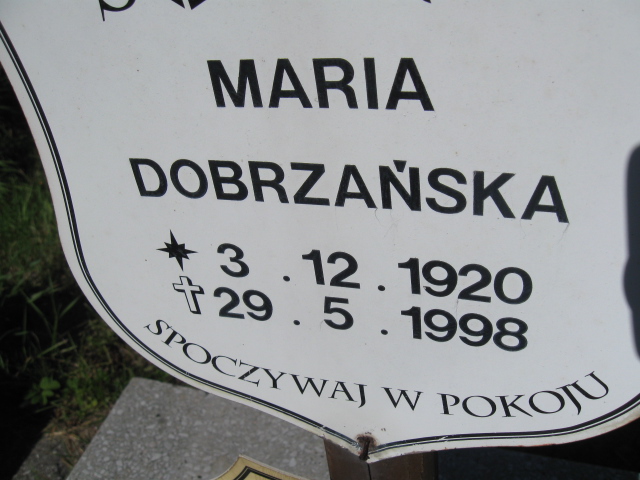 MARIA
DOBRZAŃSKA
3 . 12 . 1920
29 . 5 . 1998
SPOCZYWAJ W POKOJU